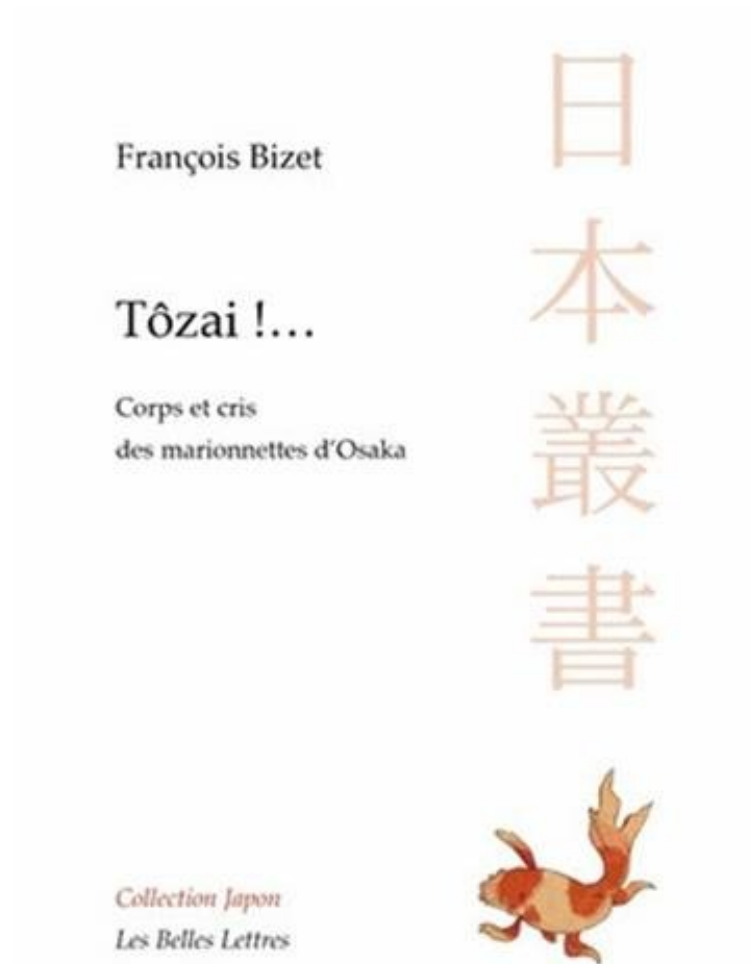 François Bizet
Tôzai !...
Corps et cris
des marionnettes d'Osaka
日本叢書
Collection Japon
Les Belles Lettres